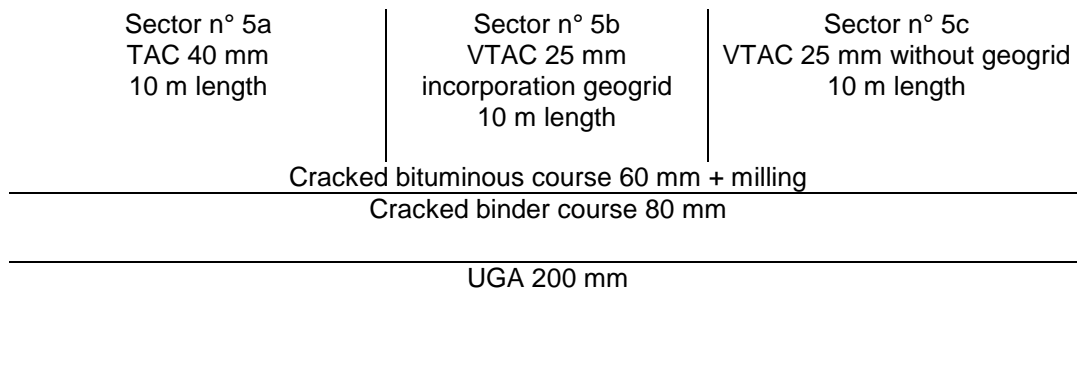 Sector n° 5a
TAC 40 mm
10 m length
Sector n° 5b
VTAC 25 mm
incorporation geogrid
10 m length
Sector n° 5c
VTAC 25 mm without geogrid
10 m length
Cracked bituminous course 60 mm + milling
Cracked binder course 80 mm
UGA 200 mm